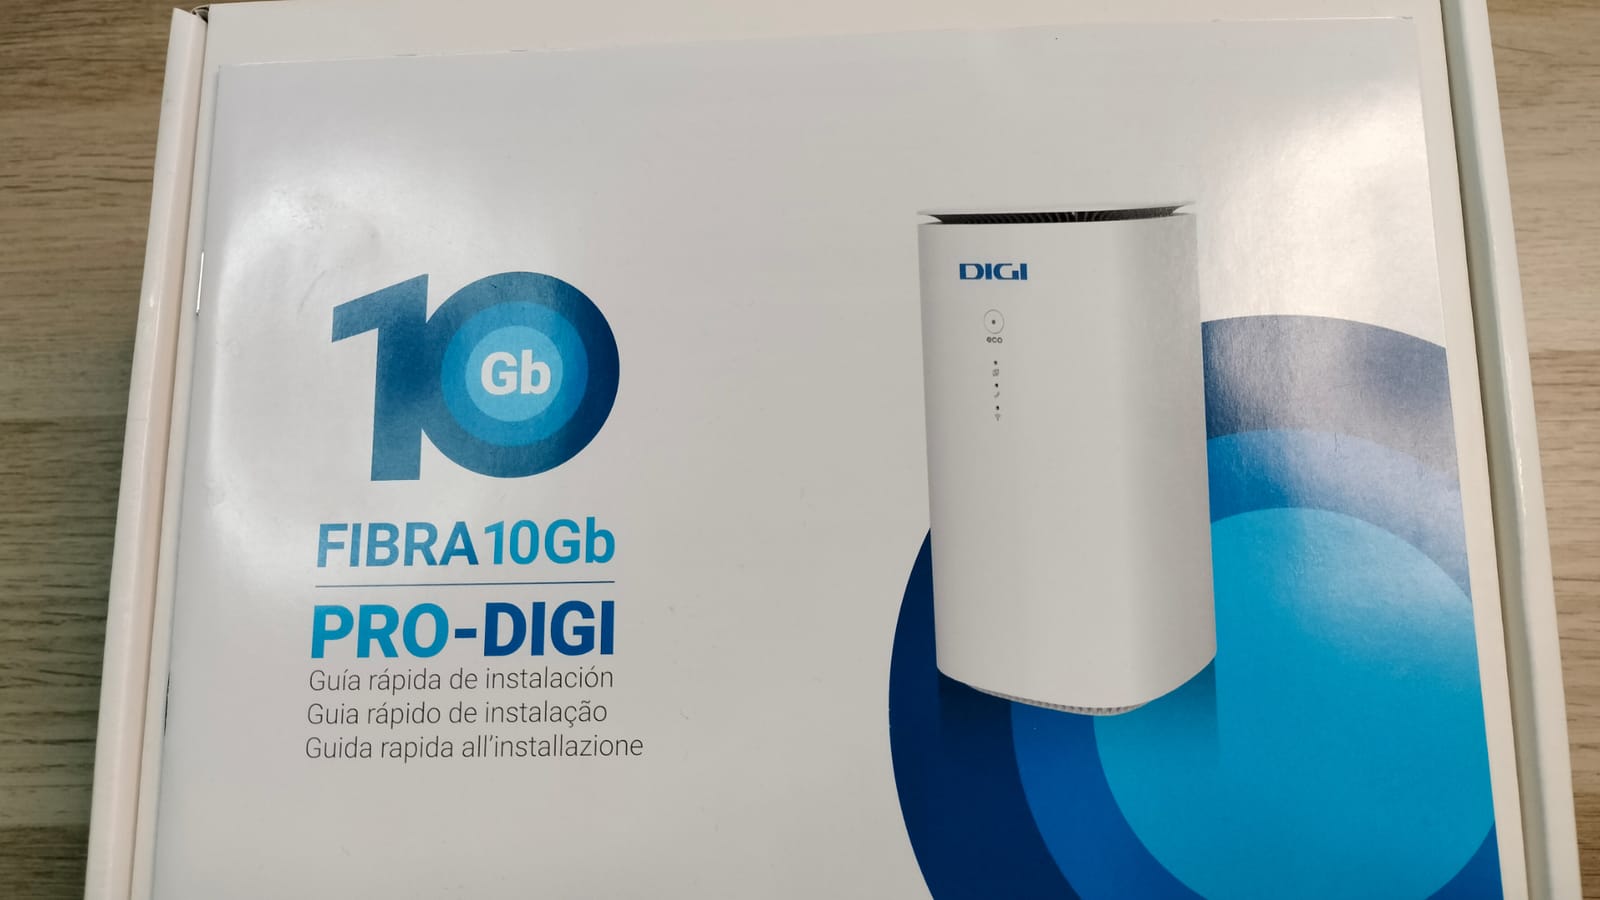 10
Gb
FIBRA 10Gb
PRO-DIGI
Guía rápida de instalación
Guia rápido de instalação
Guida rapida all'installazione
DIGI
eco